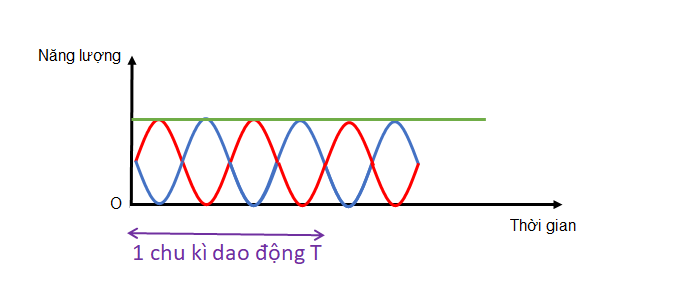 Năng lượng
O
Thời gian
1 chu kì dao động T